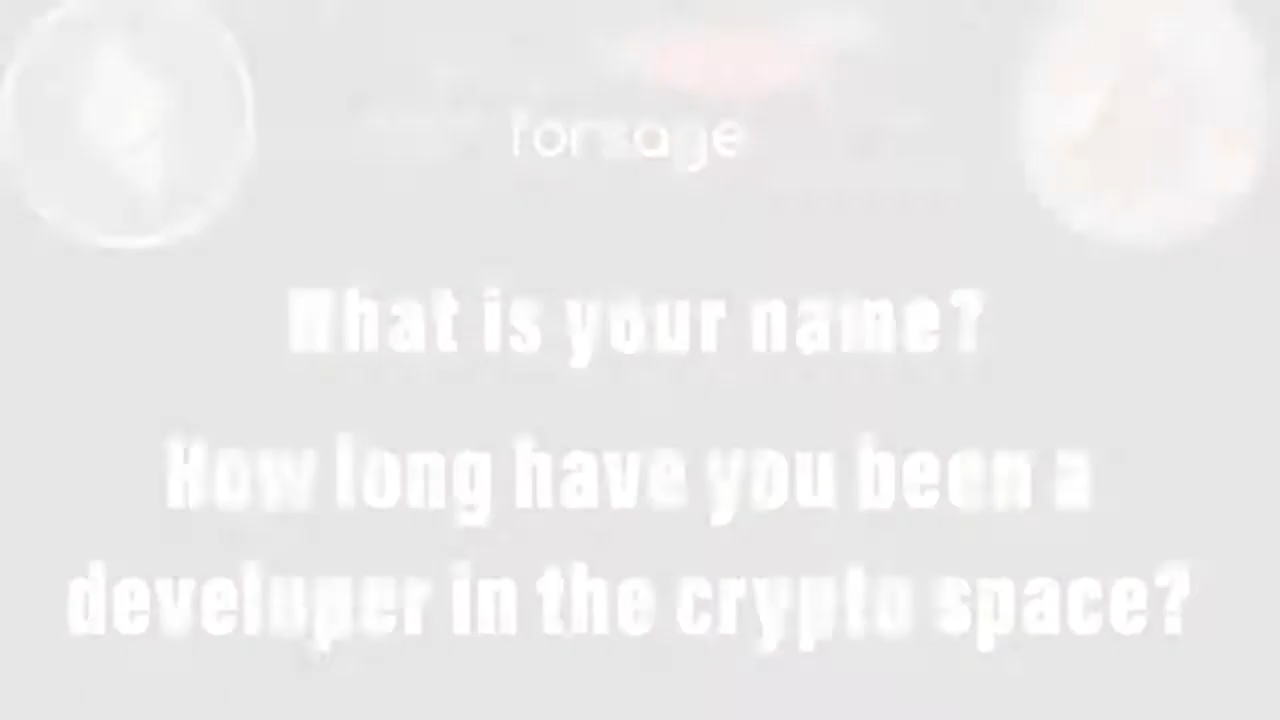 forsage
What is your name?
How long have you been a
developer in the crypto space?